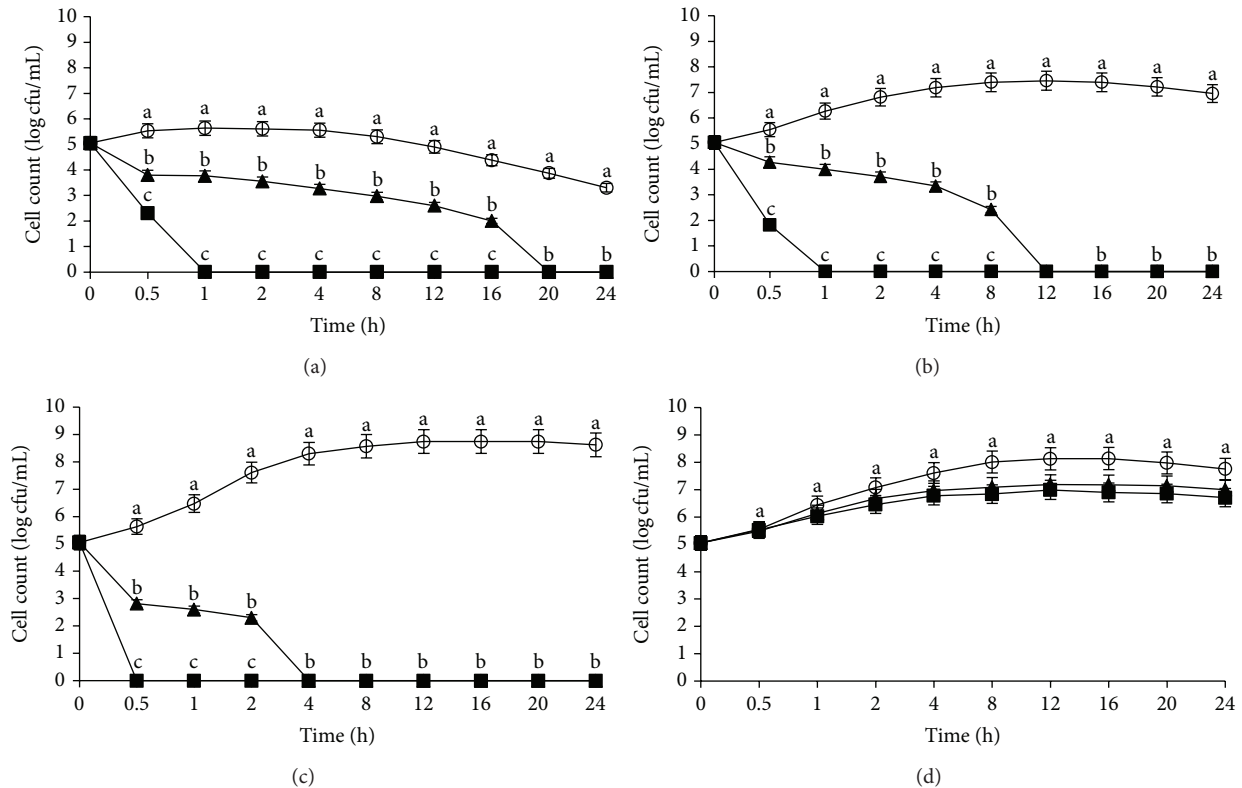 10
9
8
7
6
5
4
3
2
1
0
Cell count (log cfu/mL)
a a a a a a a a a
b b b b b b b b b
c c c c c c c
0 0.5 1 2 4 8 12 16 20 24
Time (h)
(a)
10
9
8
7
6
5
4
3
2
1
0
Cell count (log cfu/mL)
a a a a a a a a a
b b b b b b b b
c c c c c
0 0.5 1 2 4 8 12 16 20 24
Time (h)
(b)
10
9
8
7
6
5
4
3
2
1
0
Cell count (log cfu/mL)
a a a a a a a a a
b b b b b b b b b
c c c
0 0.5 1 2 4 8 12 16 20 24
Time (h)
(c)
10
9
8
7
6
5
4
3
2
1
0
Cell count (log cfu/mL)
a a a a a a a a a
0 0.5 1 2 4 8 12 16 20 24
Time (h)
(d)